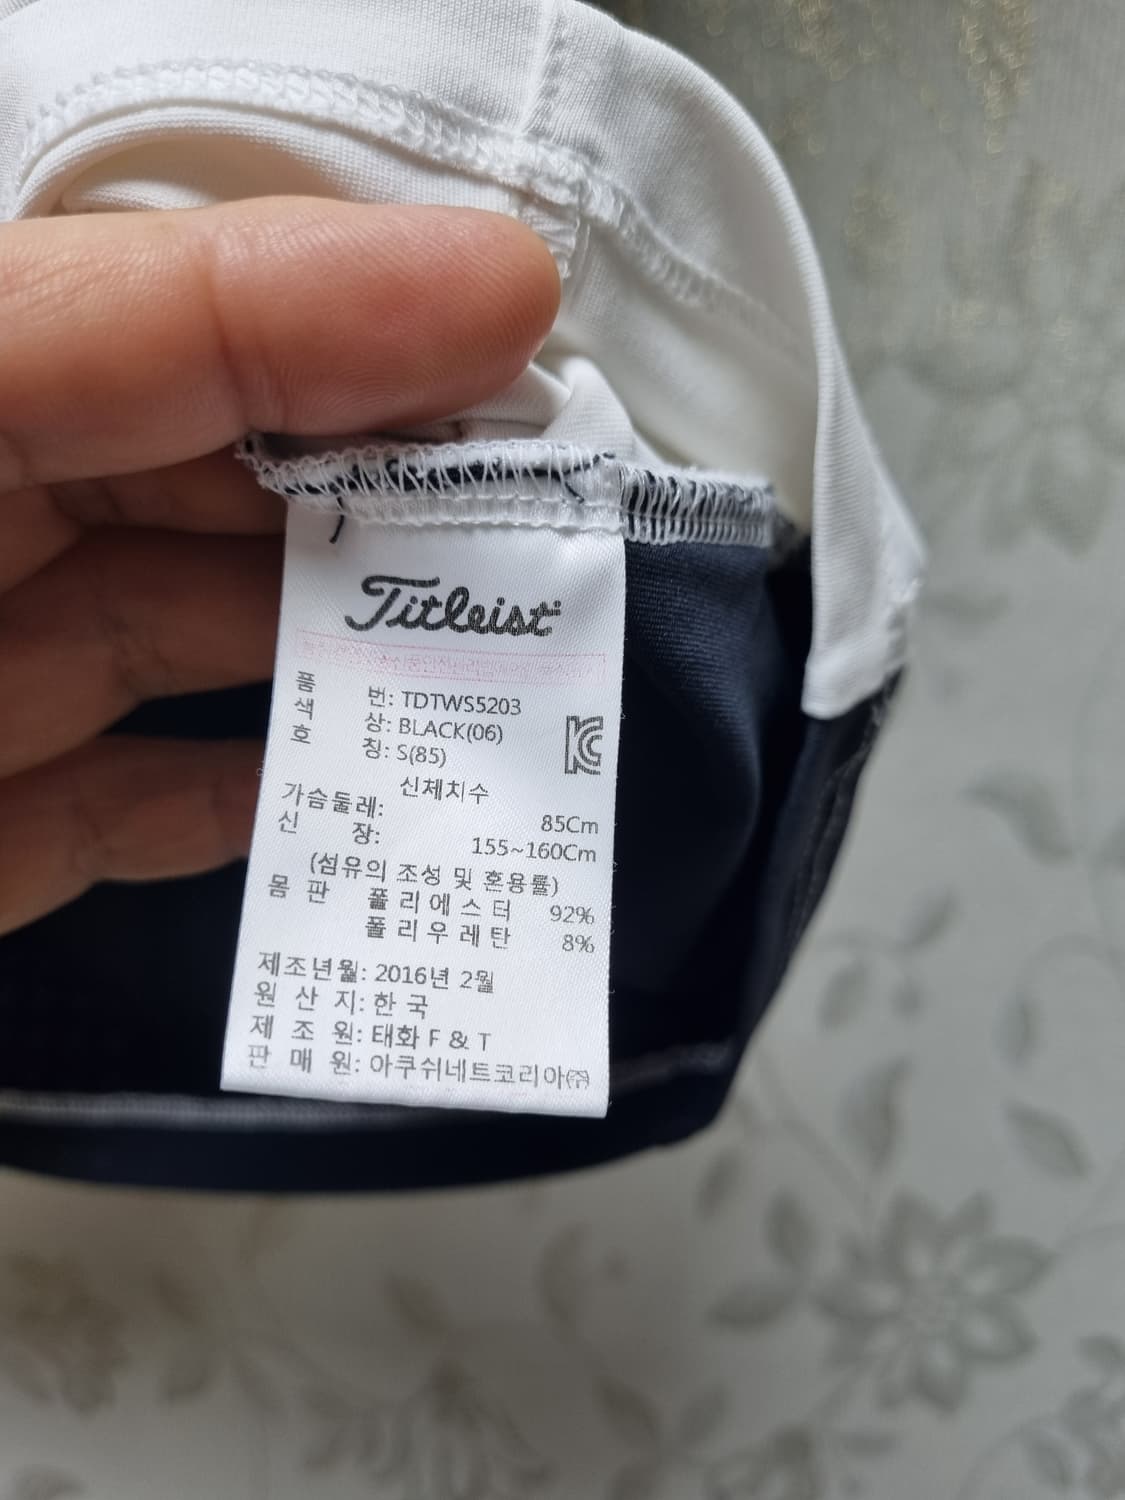 Titleist
품 번: TDTWS5203
색 상: BLACK(06)
호 칭: S(85)
신체치수
가슴둘레: 85Cm
신 장: 155~160Cm
(섬유의 조성 및 혼용률)
몸 판 폴리에스터 92%
폴리우레탄 8%
제조년월: 2016년 2월
원 산 지: 한 국
제 조 원: 태화 F & T
판 매 원: 아쿠쉬네트코리아㈜